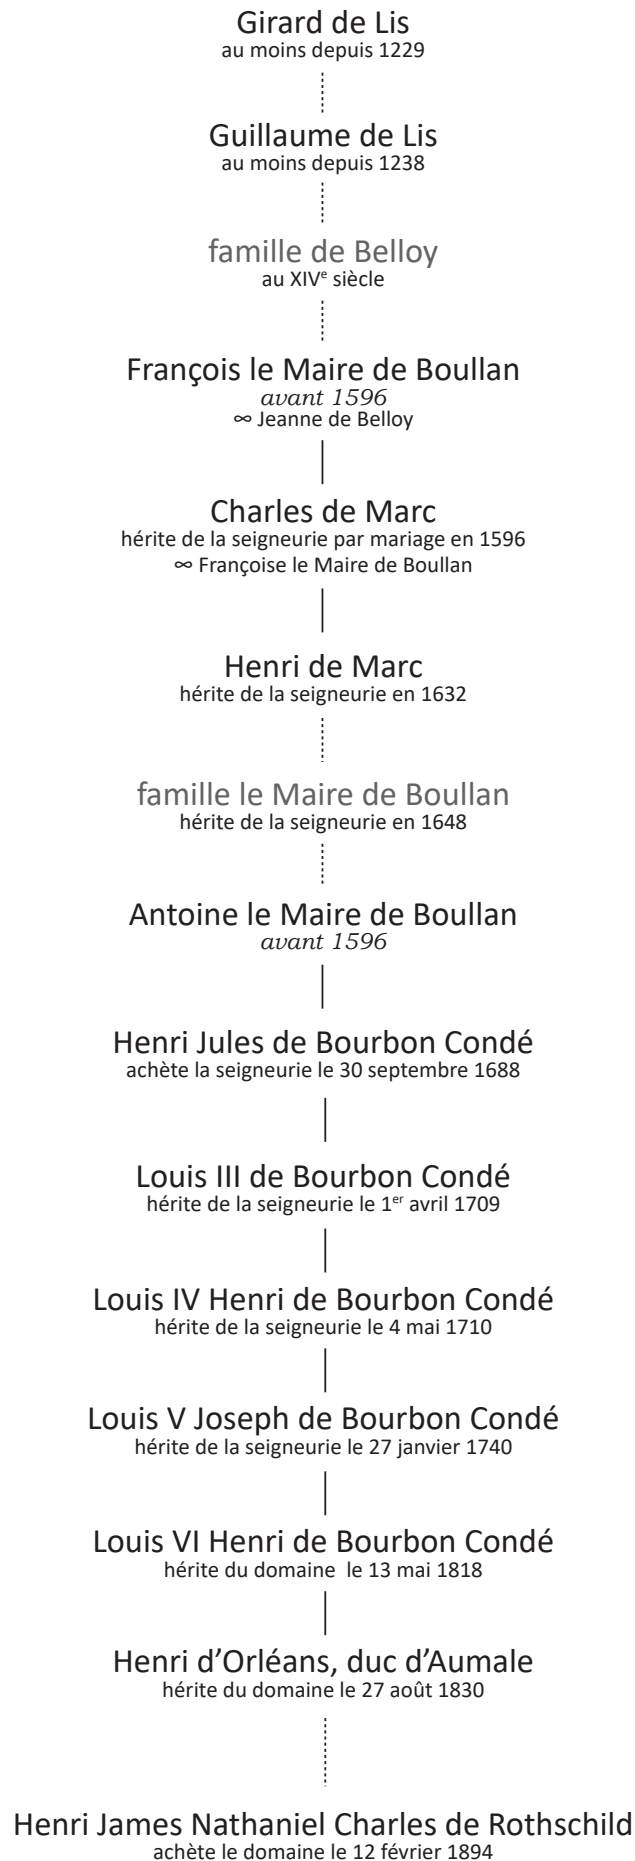 Girard de Lis
au moins depuis 1229
Guillaume de Lis
au moins depuis 1238
famille de Belloy
au XIVe siècle
François le Maire de Boullan
avant 1596
∞ Jeanne de Belloy
Charles de Marc
hérite de la seigneurie par mariage en 1596
∞ Françoise le Maire de Boullan
Henri de Marc
hérite de la seigneurie en 1632
famille le Maire de Boullan
hérite de la seigneurie en 1648
Antoine le Maire de Boullan
avant 1596
Henri Jules de Bourbon Condé
achète la seigneurie le 30 septembre 1688
Louis III de Bourbon Condé
hérite de la seigneurie le 1er avril 1709
Louis IV Henri de Bourbon Condé
hérite de la seigneurie le 4 mai 1710
Louis V Joseph de Bourbon Condé
hérite de la seigneurie le 27 janvier 1740
Louis VI Henri de Bourbon Condé
hérite du domaine le 13 mai 1818
Henri d'Orléans, duc d'Aumale
hérite du domaine le 27 août 1830
Henri James Nathaniel Charles de Rothschild
achète le domaine le 12 février 1894